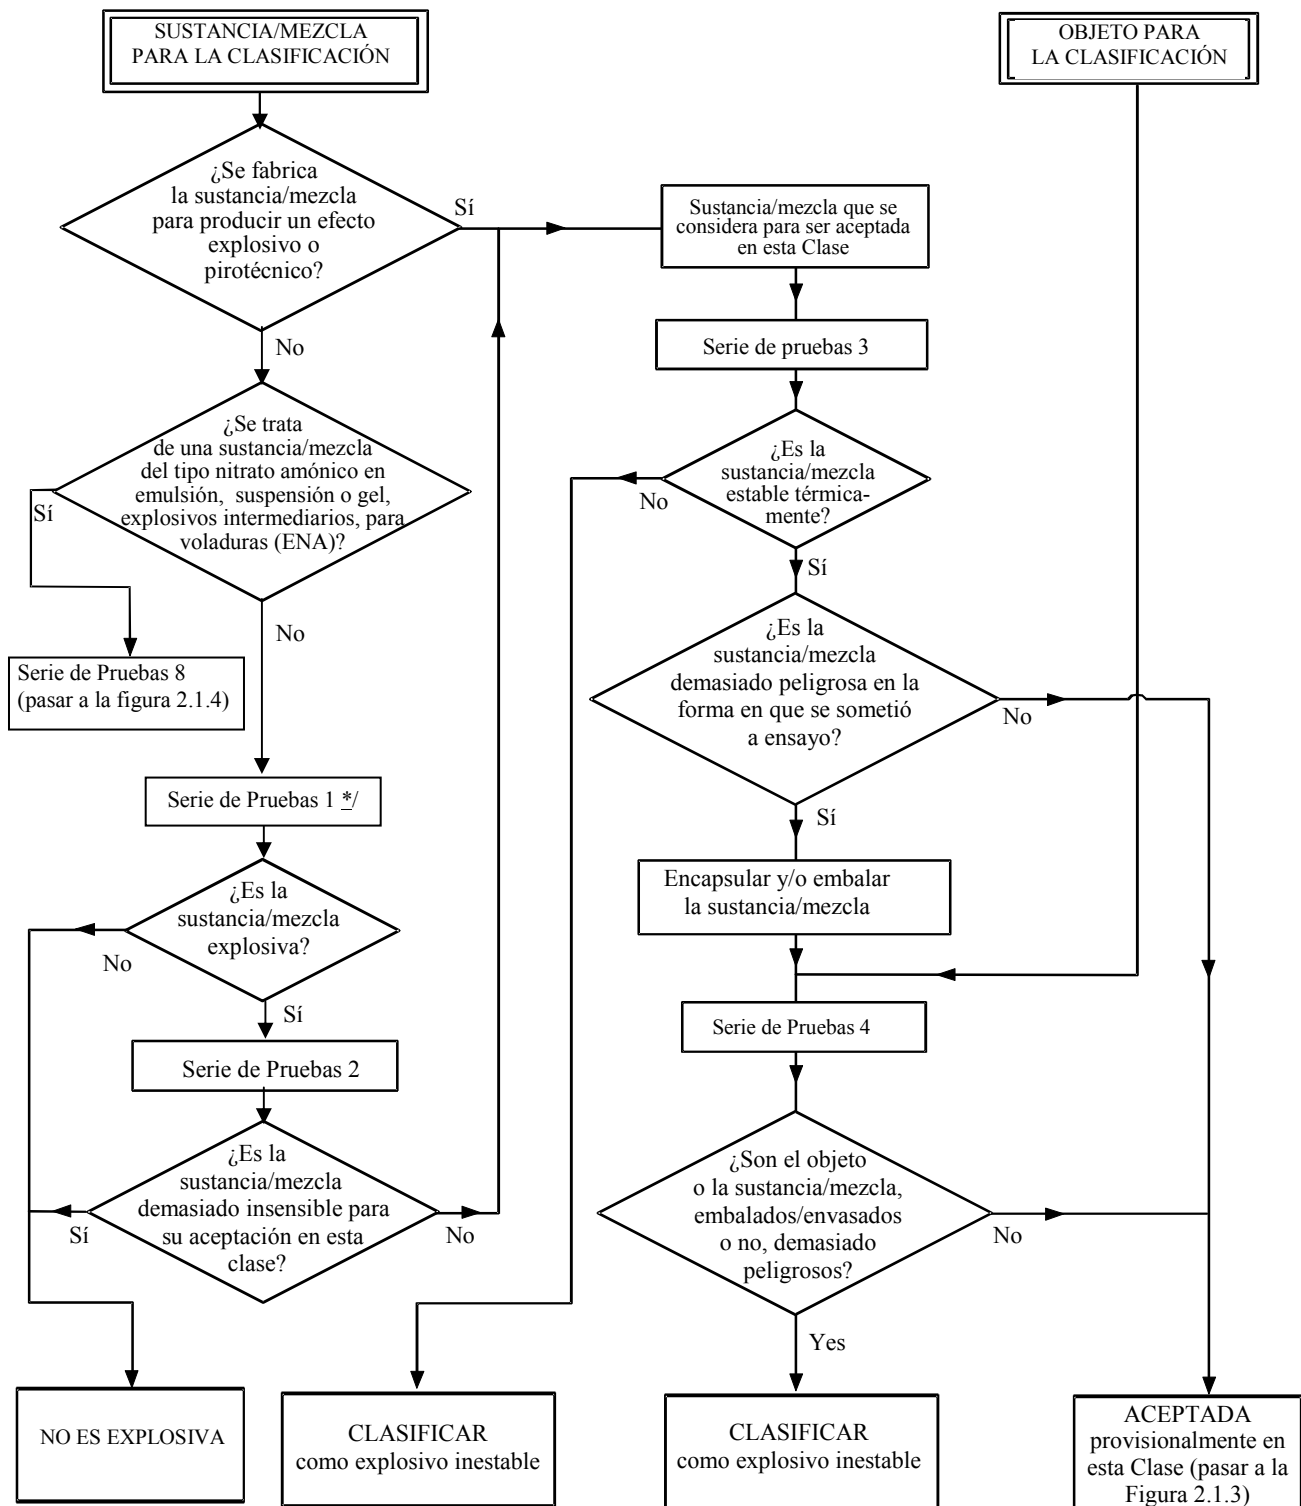 SUSTANCIA/MEZCLA
PARA LA CLASIFICACIÓN
OBJETO PARA
LA CLASIFICACIÓN
¿Se fabrica
la sustancia/mezcla
para producir un efecto
explosivo o
pirotécnico?
Sí
No
Sustancia/mezcla que se
considera para ser aceptada
en esta Clase
Serie de pruebas 3
¿Se trata
de una sustancia/mezcla
del tipo nitrato amónico en
emulsión, suspensión o gel,
explosivos intermediarios, para
voladuras (ENA)?
Sí
No
¿Es la
sustancia/mezcla
estable térmica-
mente?
No
Sí
Serie de Pruebas 8
(pasar a la figura 2.1.4)
¿Es la
sustancia/mezcla
demasiado peligrosa en la
forma en que se sometió
a ensayo?
No
Sí
Serie de Pruebas 1 */
¿Es la
sustancia/mezcla
explosiva?
No
Sí
Encapsular y/o embalar
la sustancia/mezcla
Serie de Pruebas 4
Serie de Pruebas 2
¿Es la
sustancia/mezcla
demasiado insensible para
su aceptación en esta
clase?
Sí
No
¿Son el objeto
o la sustancia/mezcla,
embalados/envasados
o no, demasiado
peligrosos?
No
Yes
NO ES EXPLOSIVA
CLASIFICAR
como explosivo inestable
CLASIFICAR
como explosivo inestable
ACEPTADA
provisionalmente en
esta Clase (pasar a la
Figura 2.1.3)